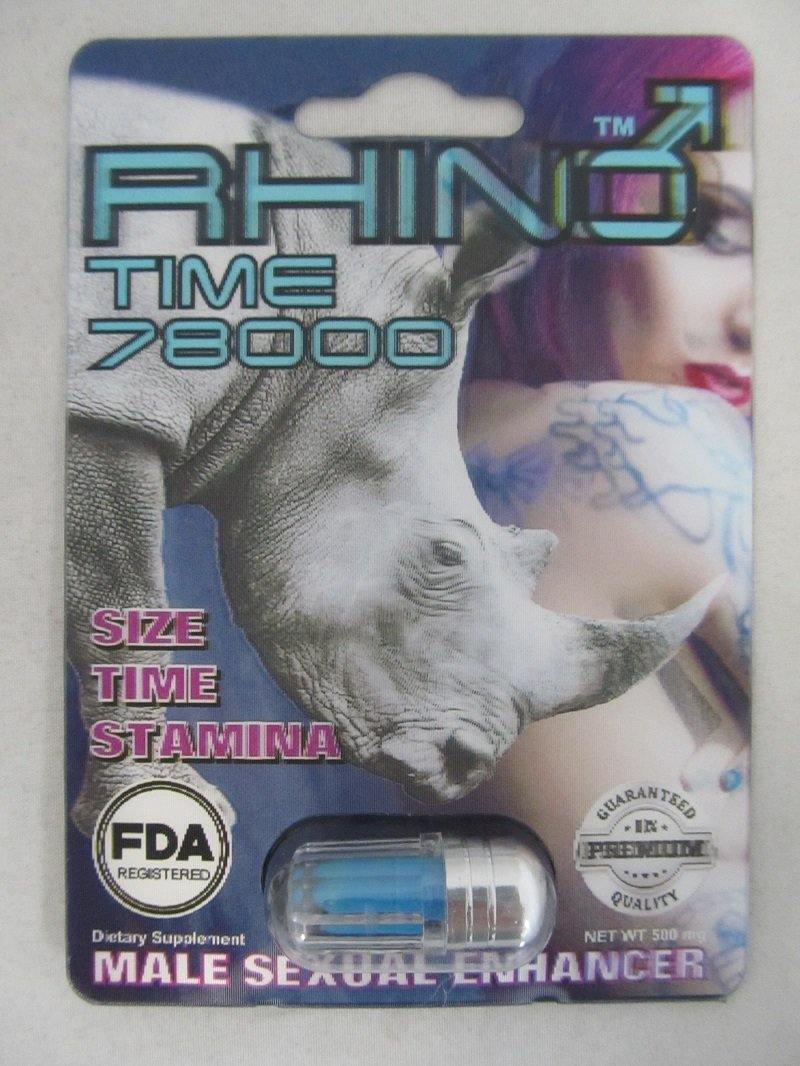 TM
RHINO
TIME
78000
SIZE
TIME
STAMINA
FDA
REGISTERED
GUARANTEED
PREMIUM
QUALITY
Dietary Supplement
NET WT 500 mg
MALE SEXUAL ENHANCER